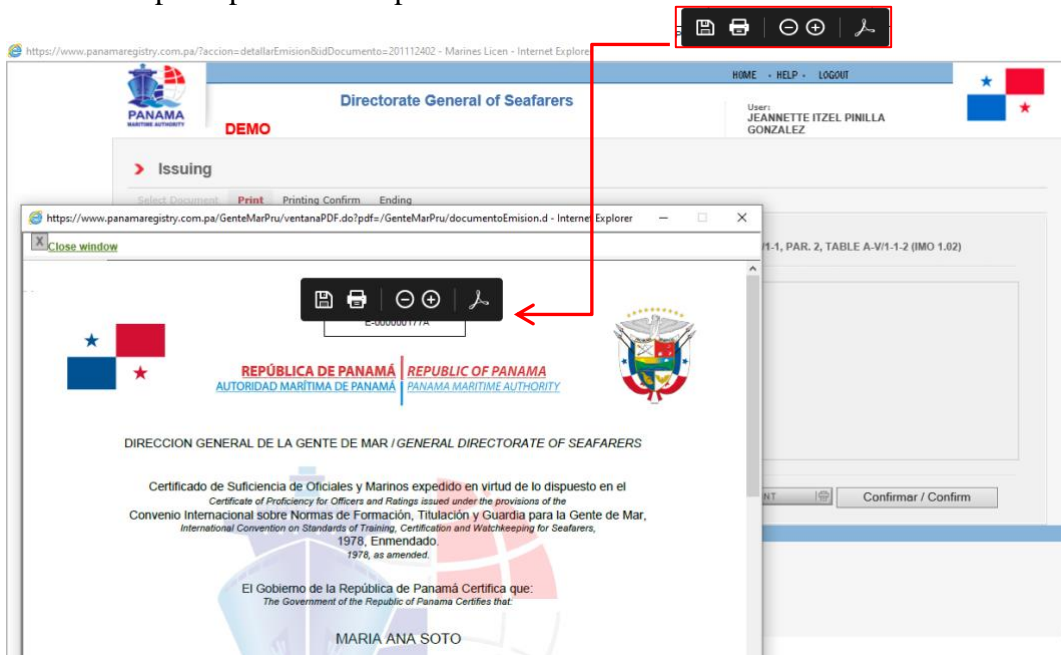 https://www.panamaregistry.com.pa/?accion=detallarEmision&idDocumento=201112402 - Marines Licen - Internet Explorer
HOME - HELP - LOGOUT
PANAMA
MARITIME AUTHORITY
DEMO
Directorate General of Seafarers
User:
JEANNETTE ITZEL PINILLA
GONZALEZ
Issuing
Select Document Print Printing Confirm Ending
https://www.panamaregistry.com.pa/GenteMarPru/ventanaPDF.do?pdf=/GenteMarPru/documentoEmision.d - Internet Explorer
X Close window
/1-1, PAR. 2, TABLE A-V/1-1-2 (IMO 1.02)
E-000000177A
REPÚBLICA DE PANAMÁ REPUBLIC OF PANAMA
AUTORIDAD MARÍTIMA DE PANAMÁ PANAMA MARITIME AUTHORITY
DIRECCION GENERAL DE LA GENTE DE MAR / GENERAL DIRECTORATE OF SEAFARERS
Certificado de Suficiencia de Oficiales y Marinos expedido en virtud de lo dispuesto en el
Certificate of Proficiency for Officers and Ratings issued under the provisions of the
Convenio Internacional sobre Normas de Formación, Titulación y Guardia para la Gente de Mar,
International Convention on Standards of Training, Certification and Watchkeeping for Seafarers,
1978, Enmendado.
1978, as amended.
NT Confirmar / Confirm
El Gobierno de la República de Panamá Certifica que:
The Government of the Republic of Panama Certifies that:
MARIA ANA SOTO